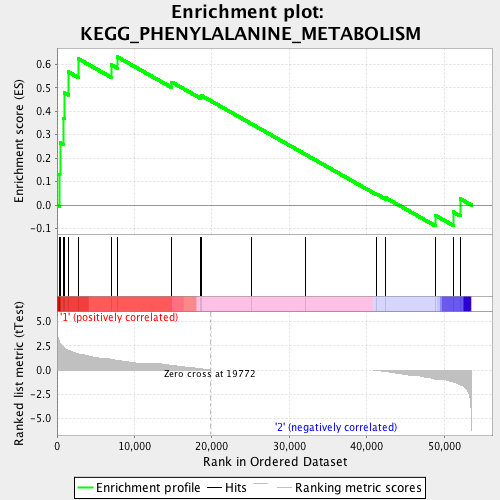 Enrichment plot:
KEGG_PHENYLALANINE_METABOLISM
Enrichment score (ES)
0.6
0.5
0.4
0.3
0.2
0.1
0.0
-0.1
Ranked list metric (tTest)
5.0
2.5
0.0
-2.5
-5.0
'1' (positively correlated)
Zero cross at 19772
'2' (negatively correlated)
0 10,000 20,000 30,000 40,000 50,000
Rank in Ordered Dataset
Enrichment profile Hits Ranking metric scores